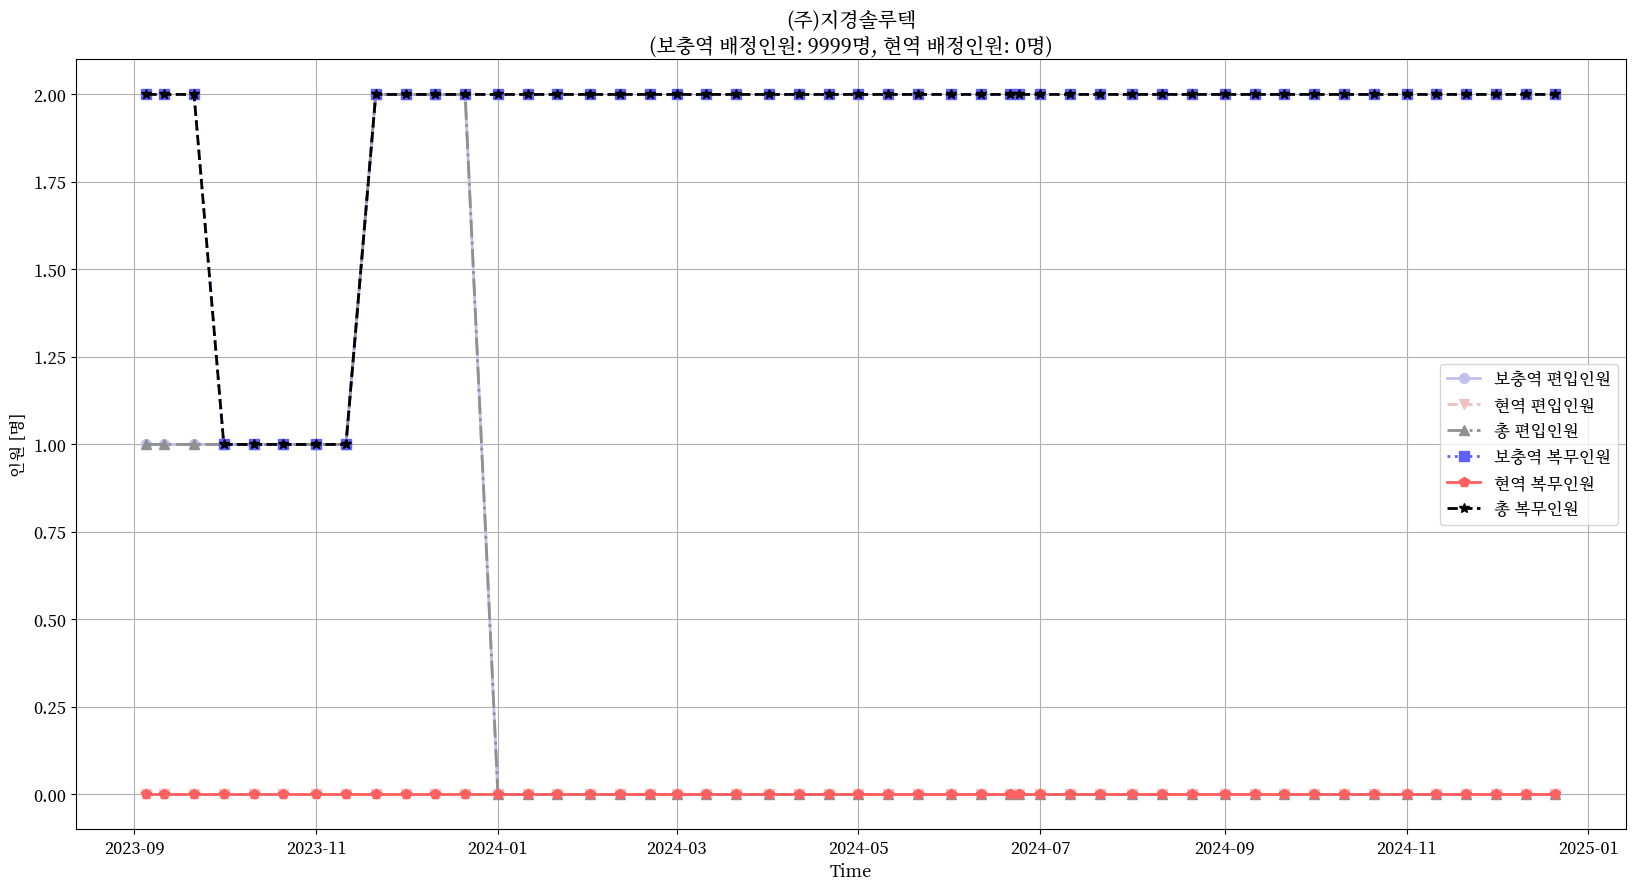 (주)지경솔루텍
(보충역 배정인원: 9999명, 현역 배정인원: 0명)
인원 [명]
2.00
1.75
1.50
1.25
1.00
0.75
0.50
0.25
0.00
보충역 편입인원
현역 편입인원
총 편입인원
보충역 복무인원
현역 복무인원
총 복무인원
2023-09
2023-11
2024-01
2024-03
2024-05
2024-07
2024-09
2024-11
2025-01
Time